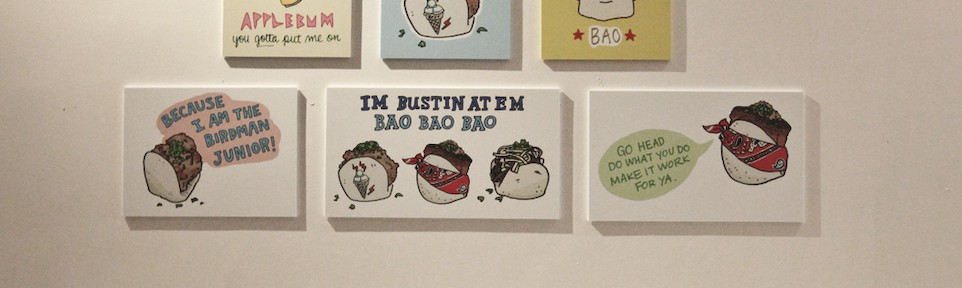 APPLEBUM
you gotta put me on
BAO
BECAUSE
I AM THE
BIRDMAN
JUNIOR!
IM BUSTIN AT EM
BAO BAO BAO
GO HEAD
DO WHAT YOU DO
MAKE IT WORK
FOR YA.